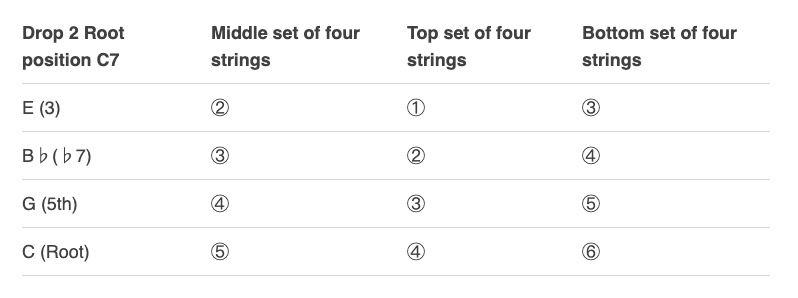 Drop 2 Root position C7 Middle set of four strings Top set of four strings Bottom set of four strings
E (3) ② ① ③
B♭(♭7) ③ ② ④
G (5th) ④ ③ ⑤
C (Root) ⑤ ④ ⑥